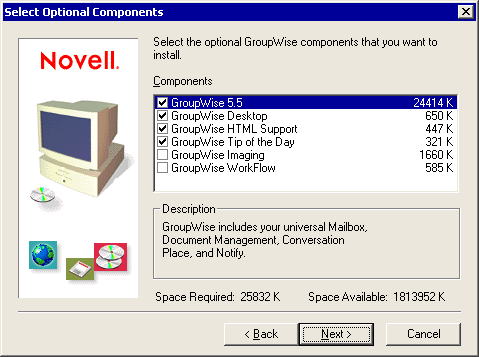 Select Optional Components
Novell.
Select the optional GroupWise components that you want to
install.
Components
GroupWise 5.5 24414 K
GroupWise Desktop 650 K
GroupWise HTML Support 447 K
GroupWise Tip of the Day 321 K
GroupWise Imaging 1660 K
GroupWise WorkFlow 585 K
Description
GroupWise includes your universal Mailbox,
Document Management, Conversation
Place, and Notify.
Space Required: 25832 K Space Available: 1813952 K
< Back Next > Cancel